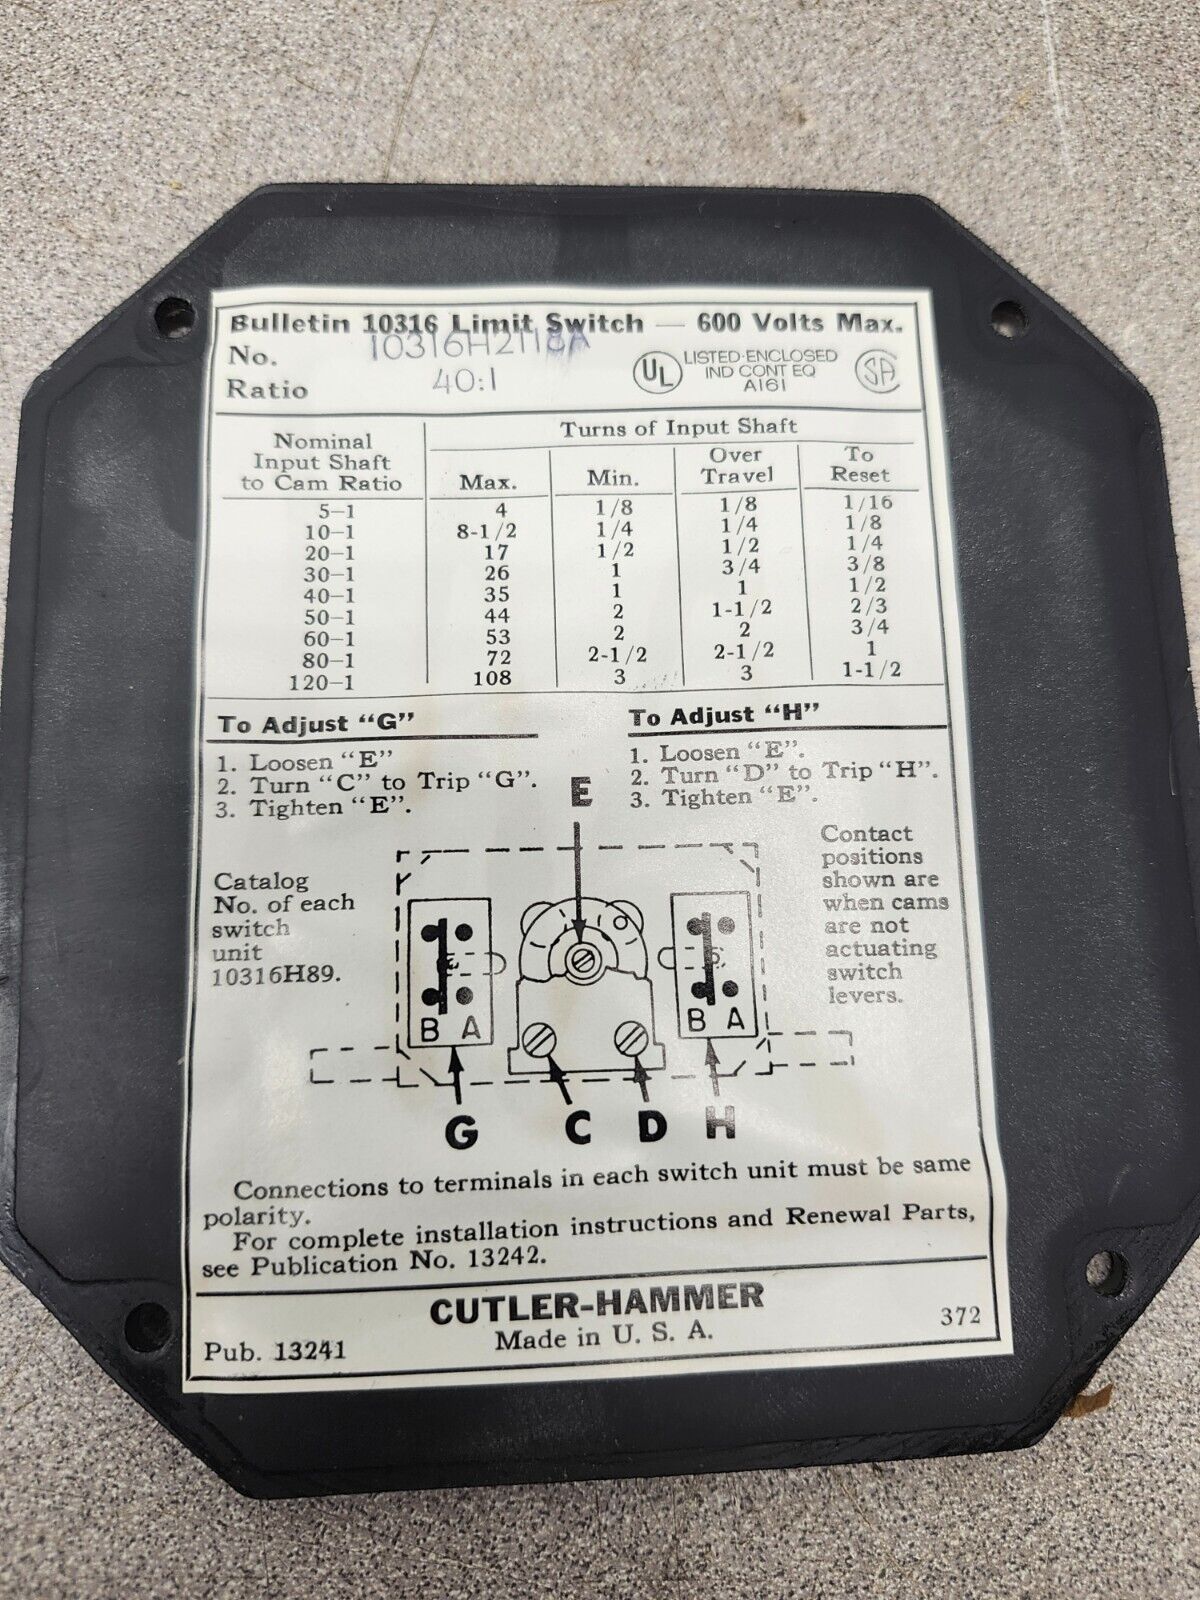 Bulletin 10316 Limit Switch — 600 Volts Max.
No. 10316H2118A
Ratio 40:1
UL LISTED-ENCLOSED
IND CONT EQ
A161
SA
Nominal Input Shaft to Cam Ratio
Turns of Input Shaft
Max. Min. Over Travel To Reset
5-1 4 1/8 1/8 1/16
10-1 8-1/2 1/4 1/4 1/8
20-1 17 1/2 1/2 1/4
30-1 26 1 3/4 3/8
40-1 35 1 1 1/2
50-1 44 2 1-1/2 2/3
60-1 53 2 2 3/4
80-1 72 2-1/2 2-1/2 1
120-1 108 3 3 1-1/2
To Adjust “G”
1. Loosen “E”
2. Turn “C” to Trip “G”.
3. Tighten “E”.
To Adjust “H”
1. Loosen “E”.
2. Turn “D” to Trip “H”.
3. Tighten “E”.
E
Catalog
No. of each
switch
unit
10316H89.
Contact
positions
shown are
when cams
are not
actuating
switch
levers.
B A
B A
G C D H
Connections to terminals in each switch unit must be same
polarity.
For complete installation instructions and Renewal Parts,
see Publication No. 13242.
CUTLER-HAMMER
Pub. 13241 Made in U. S. A. 372